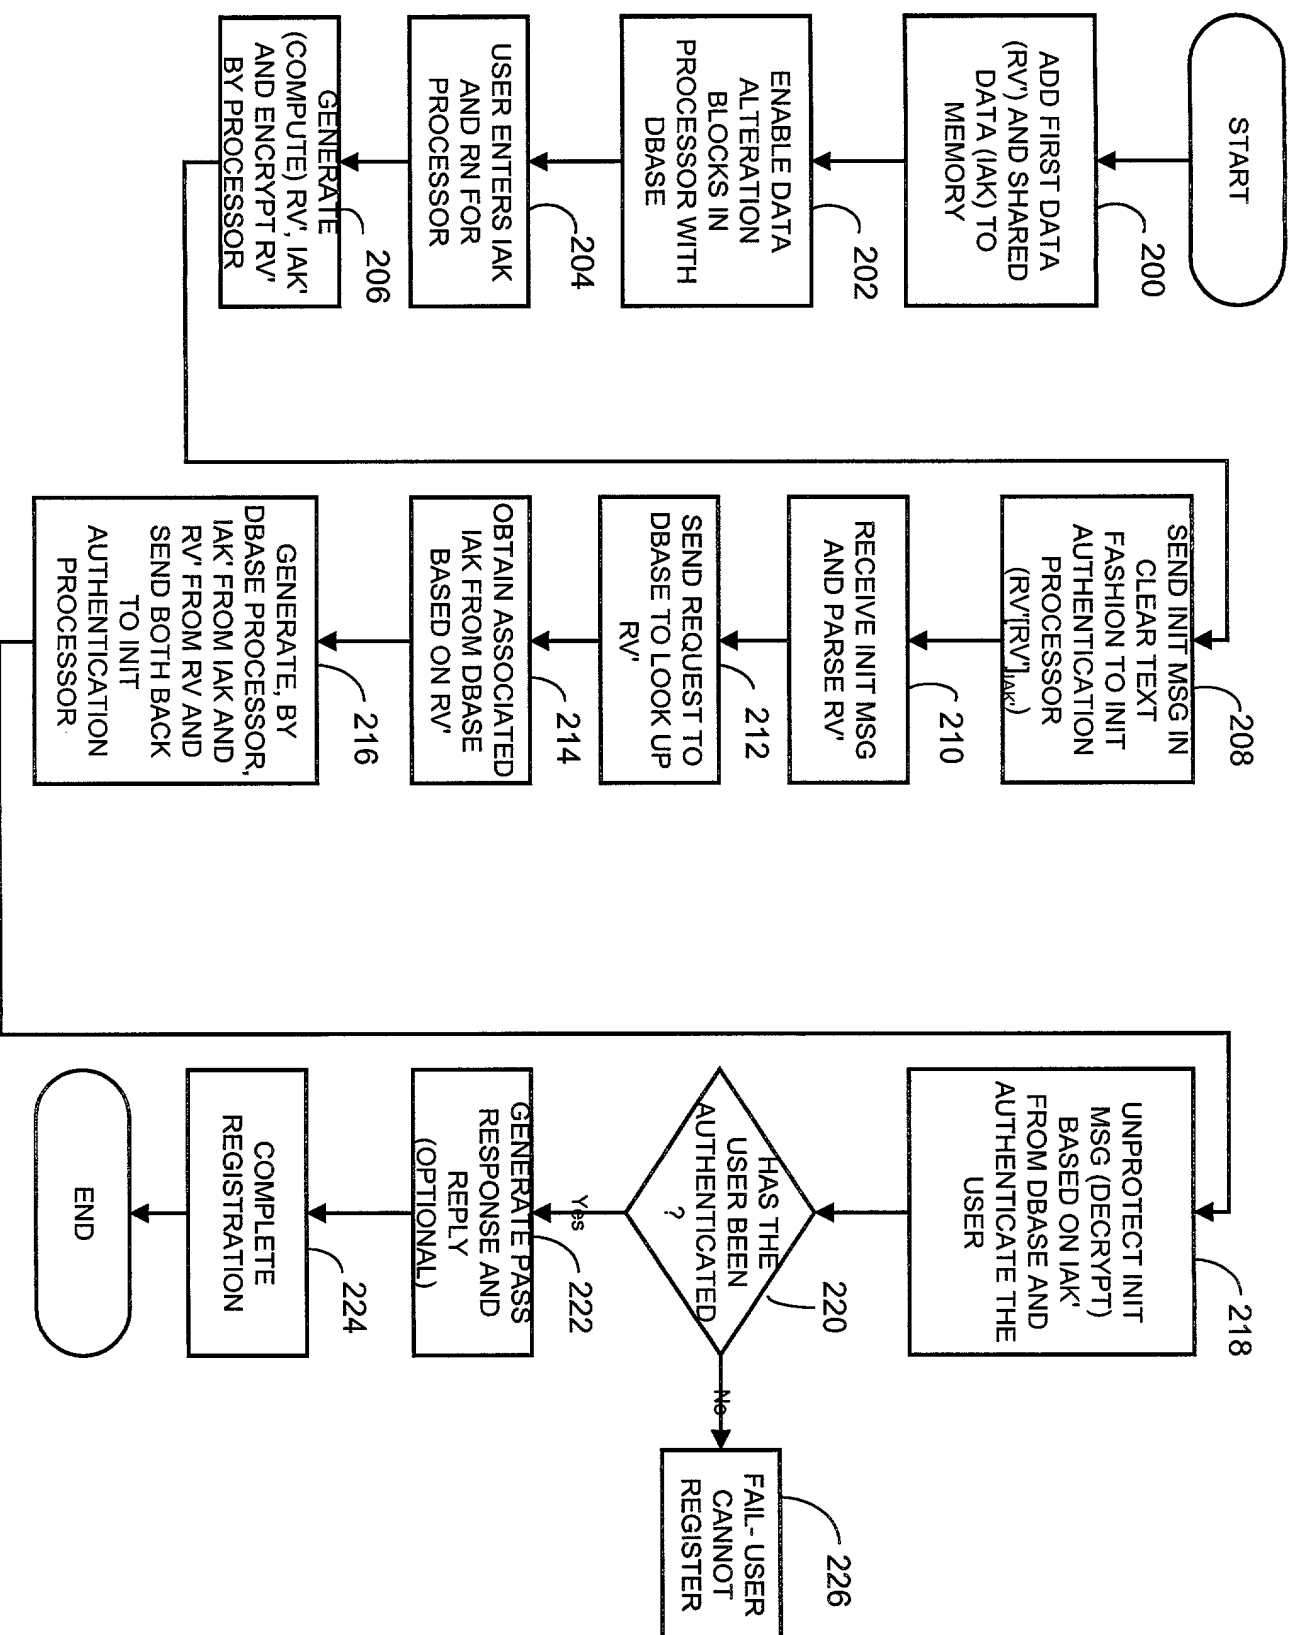 START
ADD FIRST DATA
(RV') AND SHARED
DATA (IAK) TO
MEMORY
200
ENABLE DATA
ALTERATION
BLOCKS IN
PROCESSOR WITH
DBASE
202
USER ENTERS IAK
AND RN FOR
PROCESSOR
204
GENERATE
(COMPUTE) RV', IAK'
AND ENCRYPT RV'
BY PROCESSOR
206
SEND INIT MSG IN
CLEAR TEXT
FASHION TO INIT
AUTHENTICATION
PROCESSOR
(RV'[RV']IAK')
208
RECEIVE INIT MSG
AND PARSE RV'
210
SEND REQUEST TO
DBASE TO LOOK UP
RV'
212
OBTAIN ASSOCIATED
IAK FROM DBASE
BASED ON RV'
214
GENERATE, BY
DBASE PROCESSOR,
IAK' FROM IAK AND
RV' FROM RV AND
SEND BOTH BACK
TO INIT
AUTHENTICATION
PROCESSOR
216
UNPROTECT INIT
MSG (DECRYPT)
BASED ON IAK'
FROM DBASE AND
AUTHENTICATE THE
USER
218
HAS THE
USER BEEN
AUTHENTICATED
?
220
Yes
No
GENERATE PASS
RESPONSE AND
REPLY
(OPTIONAL)
222
COMPLETE
REGISTRATION
224
END
FAIL- USER
CANNOT
REGISTER
226